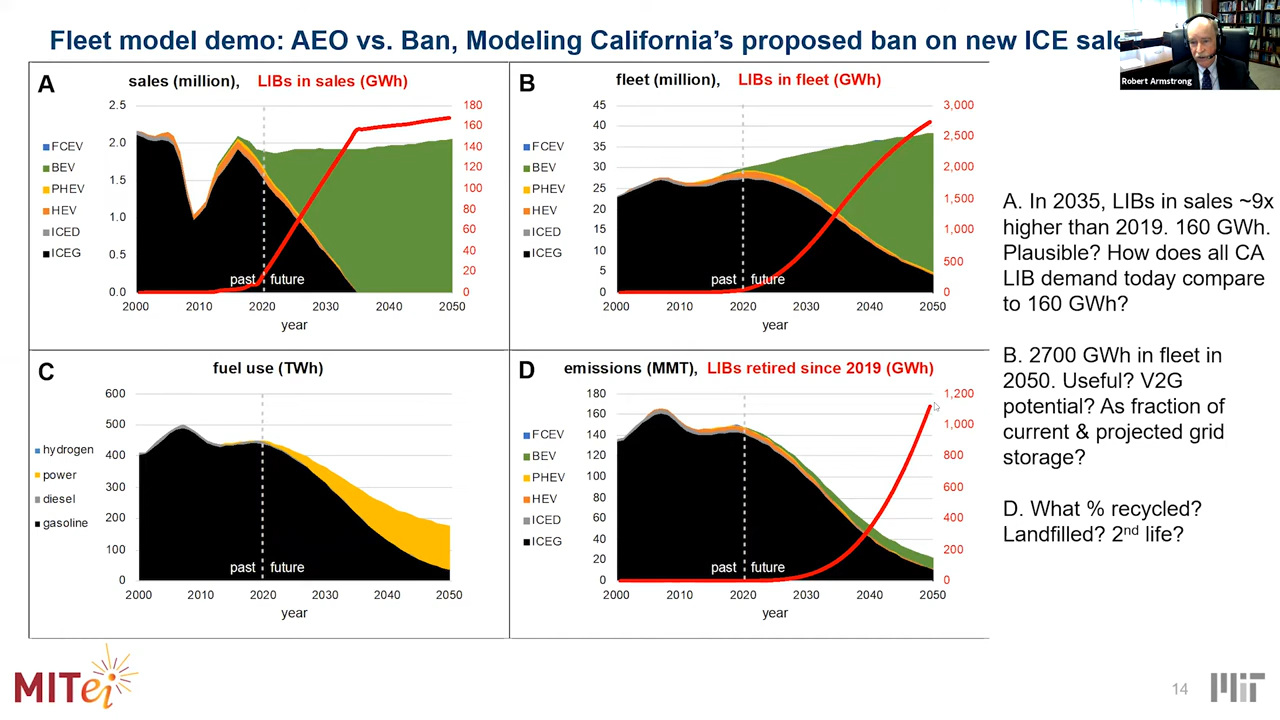 Fleet model demo: AEO vs. Ban, Modeling California's proposed ban on new ICE sale
Robert Armstrong
A
sales (million), LIBs in sales (GWh)
2.5
2.0
1.5
1.0
0.5
0.0
180
160
140
120
100
80
60
40
20
0
FCEV
BEV
PHEV
HEV
ICED
ICEG
past future
2000 2010 2020 2030 2040 2050
year
B
fleet (million), LIBs in fleet (GWh)
45
40
35
30
25
20
15
10
5
0
3,000
2,500
2,000
1,500
1,000
500
0
FCEV
BEV
PHEV
HEV
ICED
ICEG
past future
2000 2010 2020 2030 2040 2050
year
C
fuel use (TWh)
600
500
400
300
200
100
0
hydrogen
power
diesel
gasoline
past future
2000 2010 2020 2030 2040 2050
year
D
emissions (MMT), LIBs retired since 2019 (GWh)
180
160
140
120
100
80
60
40
20
0
1,200
1,000
800
600
400
200
0
FCEV
BEV
PHEV
HEV
ICED
ICEG
past future
2000 2010 2020 2030 2040 2050
year
A. In 2035, LIBs in sales ~9x
higher than 2019. 160 GWh.
Plausible? How does all CA
LIB demand today compare
to 160 GWh?
B. 2700 GWh in fleet in
2050. Useful? V2G
potential? As fraction of
current & projected grid
storage?
D. What % recycled?
Landfilled? 2nd life?
MITei
14
MIT